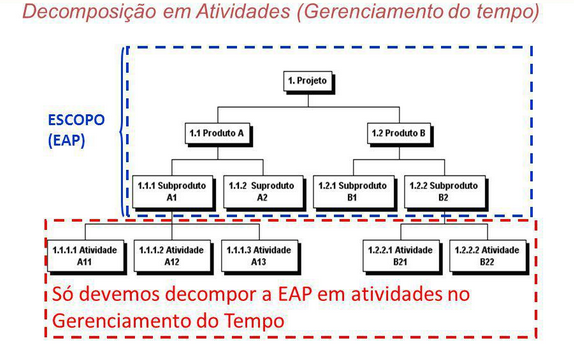 Decomposição em Atividades (Gerenciamento do tempo)
1. Projeto
ESCOPO
(EAP)
1.1 Produto A
1.2 Produto B
1.1.1 Subproduto
A1
1.1.2 Suproduto
A2
1.2.1 Subproduto
B1
1.2.2 Subproduto
B2
1.1.1.1 Atividade
A11
1.1.1.2 Atividade
A12
1.1.1.3 Atividade
A13
1.2.2.1 Atividade
B21
1.2.2.2 Atividade
B22
Só devemos decompor a EAP em atividades no
Gerenciamento do Tempo